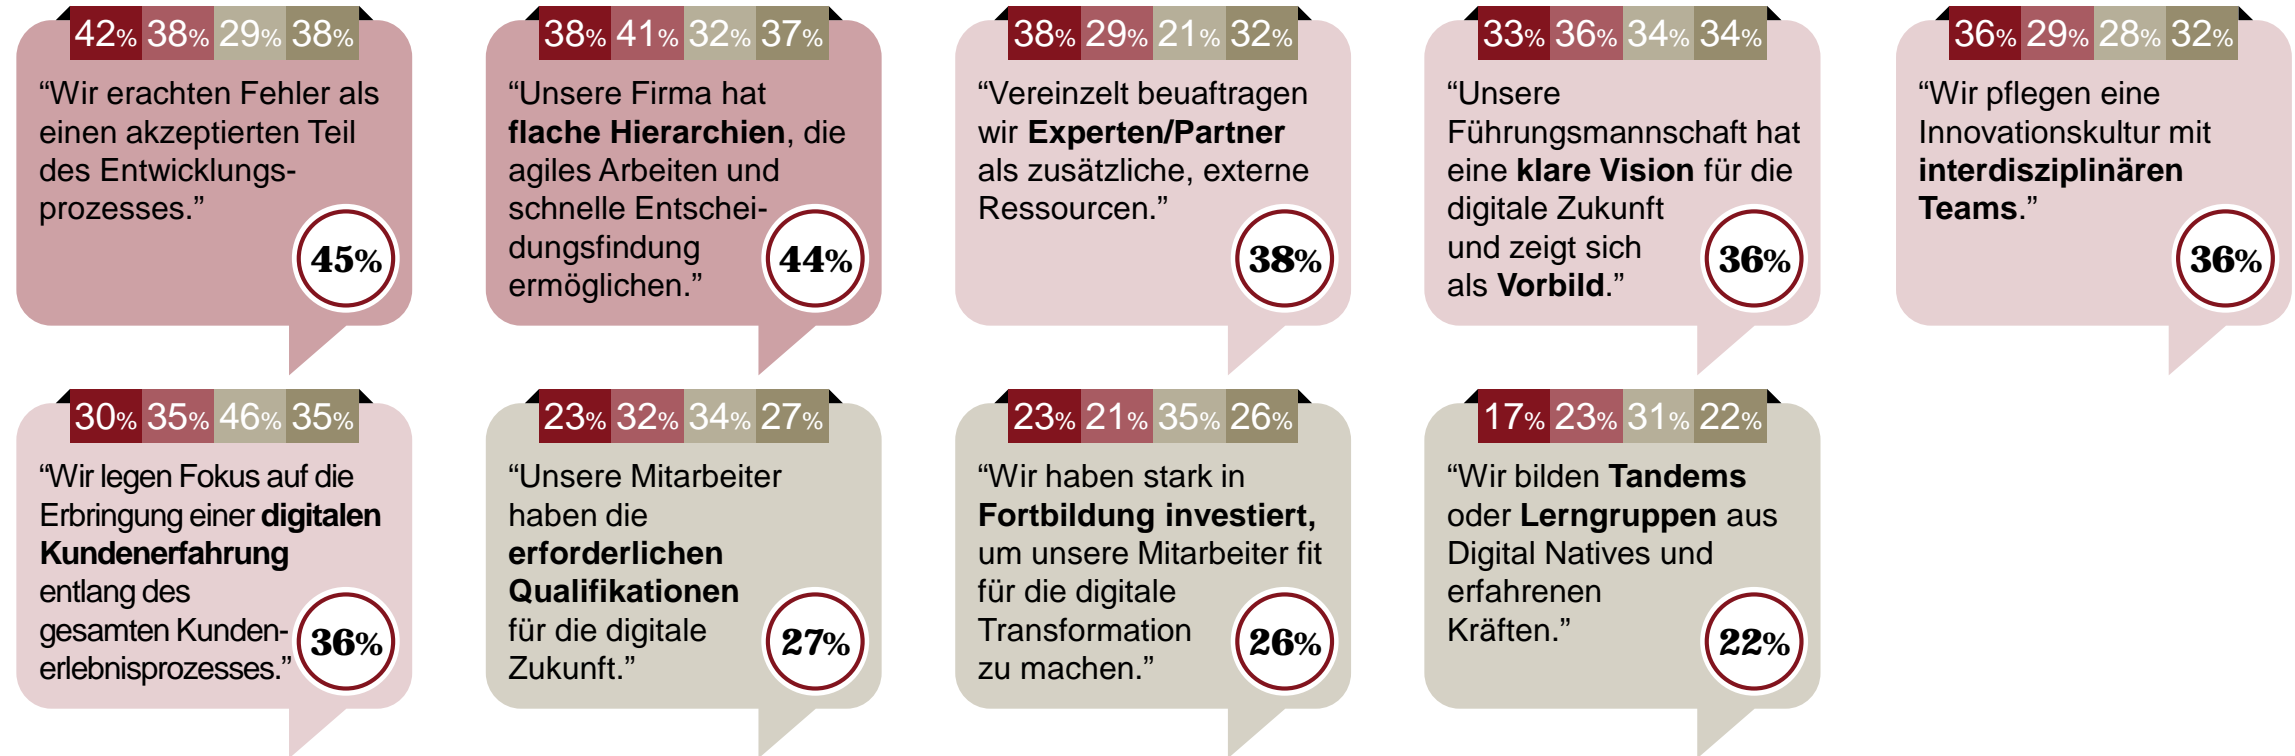 42% 38% 29% 38%
“Wir erachten Fehler als
einen akzeptierten Teil
des Entwicklungs-
prozesses.”
45%
38% 41% 32% 37%
“Unsere Firma hat
flache Hierarchien, die
agiles Arbeiten und
schnelle Entschei-
dungsfindung
ermöglichen.”
44%
38% 29% 21% 32%
“Vereinzelt beuaftragen
wir Experten/Partner
als zusätzliche, externe
Ressourcen.”
38%
33% 36% 34% 34%
“Unsere
Führungsmannschaft hat
eine klare Vision für die
digitale Zukunft
und zeigt sich
als Vorbild.”
36%
36% 29% 28% 32%
“Wir pflegen eine
Innovationskultur mit
interdisziplinären
Teams.”
36%
30% 35% 46% 35%
“Wir legen Fokus auf die
Erbringung einer digitalen
Kundenerfahrung
entlang des
gesamten Kunden-
erlebnisprozesses.”
36%
23% 32% 34% 27%
“Unsere Mitarbeiter
haben die
erforderlichen
Qualifikationen
für die digitale
Zukunft.”
27%
23% 21% 35% 26%
“Wir haben stark in
Fortbildung investiert,
um unsere Mitarbeiter fit
für die digitale
Transformation
zu machen.”
26%
17% 23% 31% 22%
“Wir bilden Tandems
oder Lerngruppen aus
Digital Natives und
erfahrenen
Kräften.”
22%